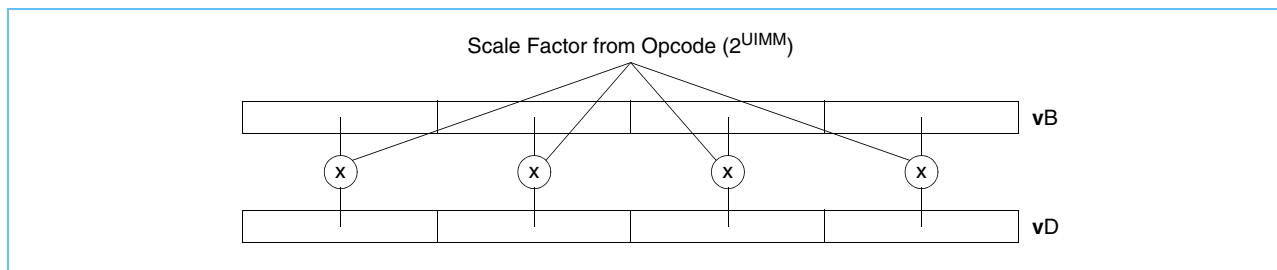 Scale Factor from Opcode (2^UIMM)
vB
x x x x
vD